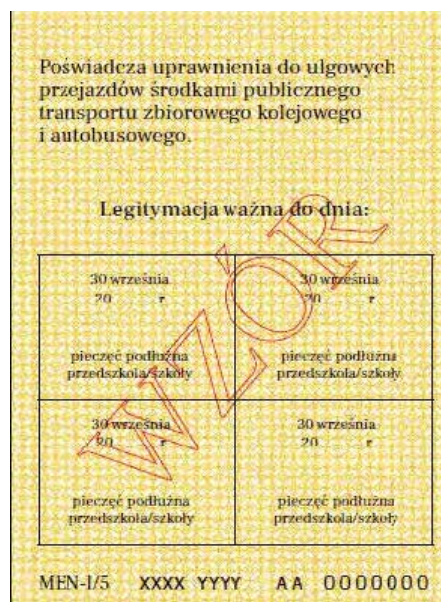 Poświadcza uprawnienia do ulgowych
przejazdów środkami publicznego
transportu zbiorowego kolejowego
i autobusowego.
Legitymacja ważna do dnia:
30 września
20 r
pieczęć podłużna
przedszkola/szkoły
30 września
20 r
pieczęć podłużna
przedszkola/szkoły
30 września
20 r
pieczęć podłużna
przedszkola/szkoły
30 września
20 r
pieczęć podłużna
przedszkola/szkoły
WZÓR
MEN-I/5 XXXX YYYY AA 0000000